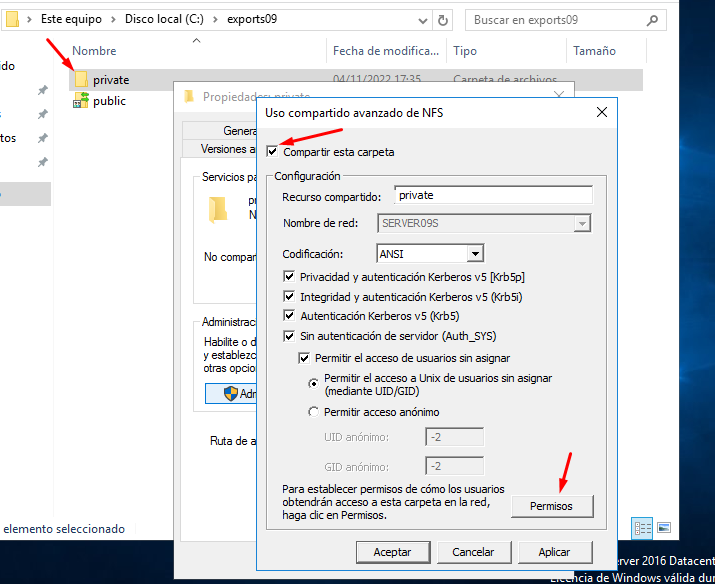 Este equipo > Disco local (C:) > exports09
Buscar en exports09
Nombre
Fecha de modifica...
Tipo
Tamaño
private
04/11/2022 17:35
Carpeta de archivos
public
Propiedades: private
Genera
Versiones a
Servicios pa
No compar
Administrac
Habilite o d
y establezc
otras opcio
Adm
Ruta de a
Uso compartido avanzado de NFS
Compartir esta carpeta
Configuración
Recurso compartido:
private
Nombre de red:
SERVER09S
Codificación:
ANSI
Privacidad y autenticación Kerberos v5 [Krb5p]
Integridad y autenticación Kerberos v5 (Krb5i)
Autenticación Kerberos v5 (Krb5)
Sin autenticación de servidor (Auth_SYS)
Permitir el acceso de usuarios sin asignar
Permitir el acceso a Unix de usuarios sin asignar
(mediante UID/GID)
Permitir acceso anónimo
UID anónimo:
-2
GID anónimo:
-2
Para establecer permisos de cómo los usuarios
obtendrán acceso a esta carpeta en la red,
haga clic en Permisos.
Permisos
Aceptar
Cancelar
Aplicar
elemento seleccionado
rver 2016 Datacent
Licencia de Windows válida dur